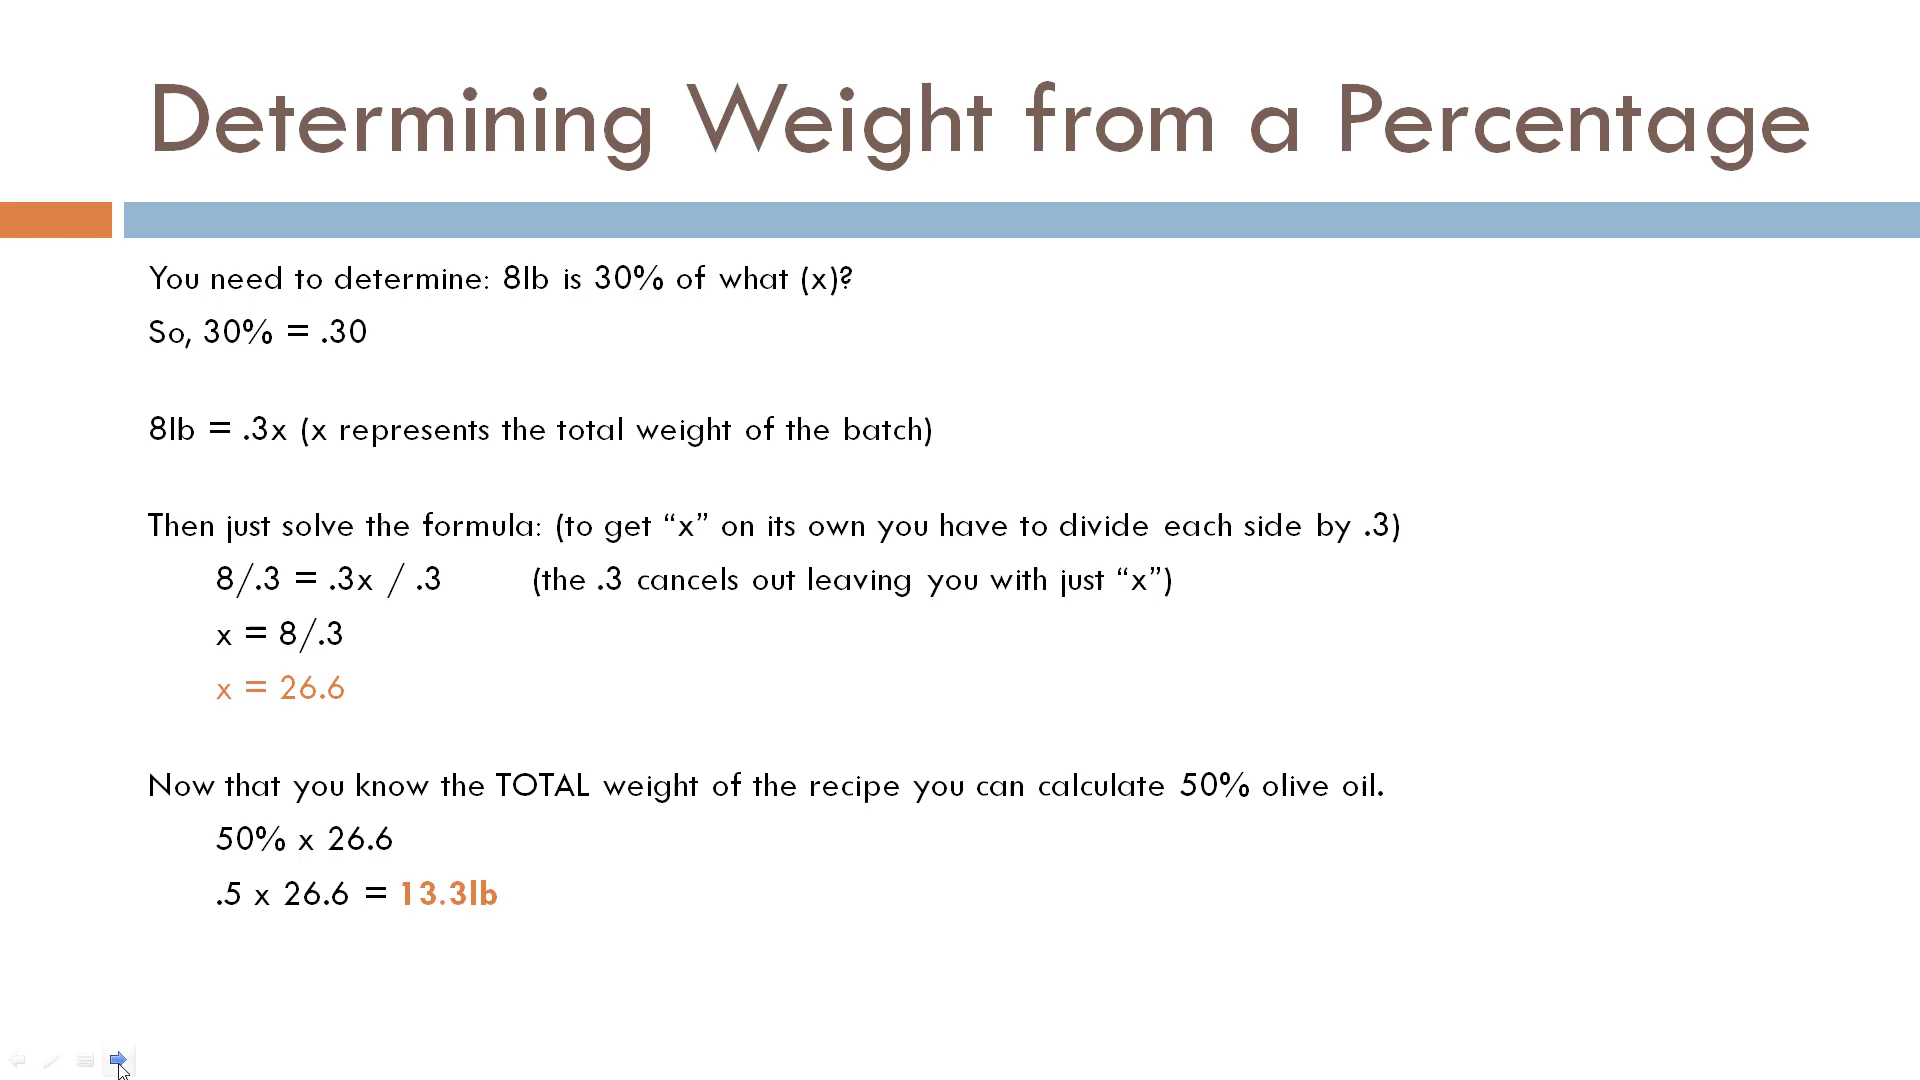 Determining Weight from a Percentage
You need to determine: 8lb is 30% of what (x)?
So, 30% = .30
8lb = .3x (x represents the total weight of the batch)
Then just solve the formula: (to get “x” on its own you have to divide each side by .3)
8/.3 = .3x / .3 (the .3 cancels out leaving you with just “x”)
x = 8/.3
x = 26.6
Now that you know the TOTAL weight of the recipe you can calculate 50% olive oil.
50% x 26.6
.5 x 26.6 = 13.3lb